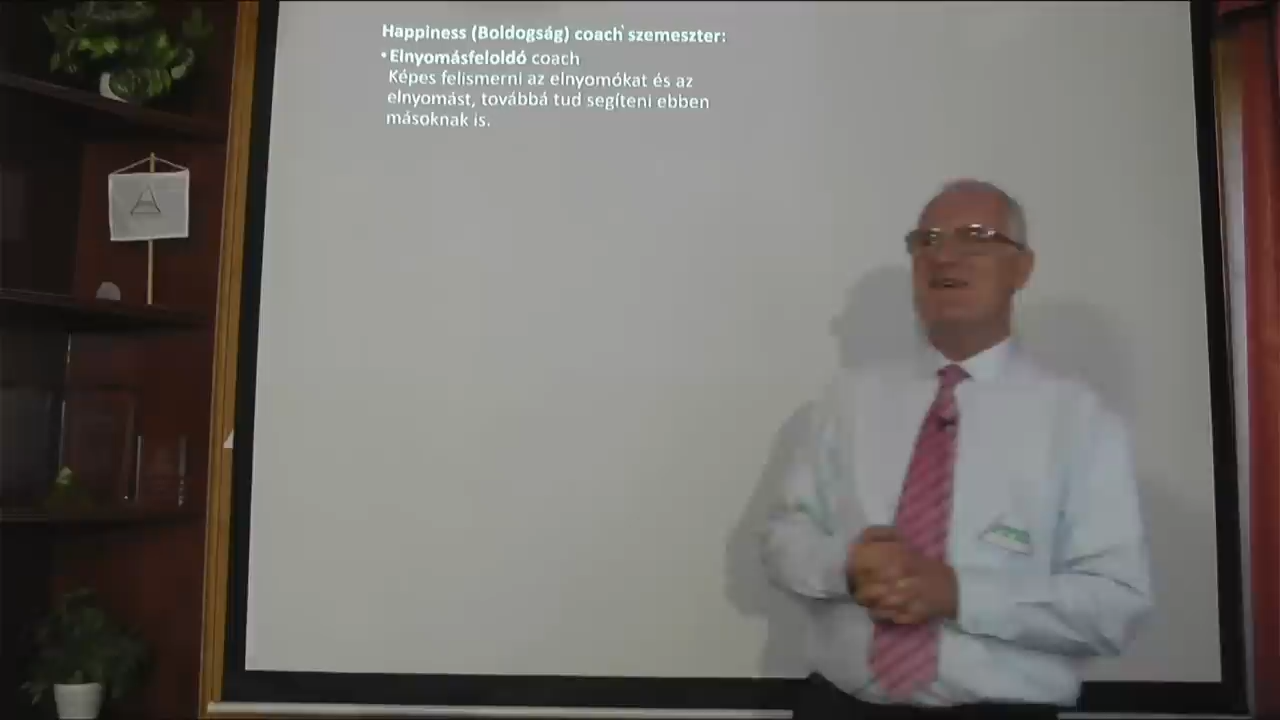 Happiness (Boldogság) coach szemeszter:
• Elnyomásfeloldó coach
Képes felismerni az elnyomókat és az
elnyomást, továbbá tud segíteni ebben
másoknak is.
A